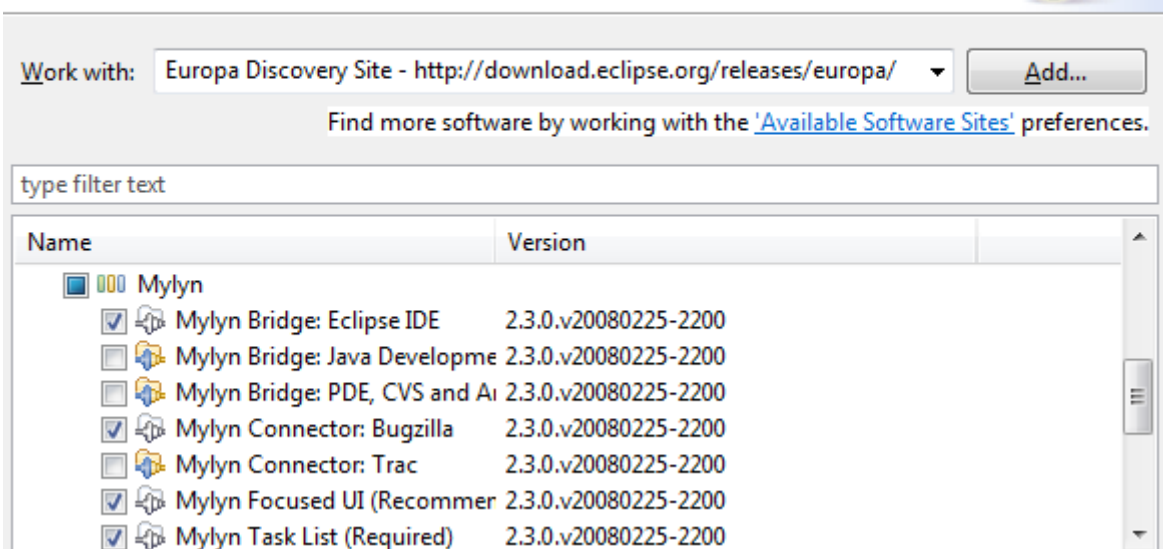 Work with: Europa Discovery Site - http://download.eclipse.org/releases/europa/ Add...
Find more software by working with the 'Available Software Sites' preferences.
type filter text
Name Version
Mylyn
Mylyn Bridge: Eclipse IDE 2.3.0.v20080225-2200
Mylyn Bridge: Java Developme 2.3.0.v20080225-2200
Mylyn Bridge: PDE, CVS and A 2.3.0.v20080225-2200
Mylyn Connector: Bugzilla 2.3.0.v20080225-2200
Mylyn Connector: Trac 2.3.0.v20080225-2200
Mylyn Focused UI (Recommen 2.3.0.v20080225-2200
Mylyn Task List (Required) 2.3.0.v20080225-2200